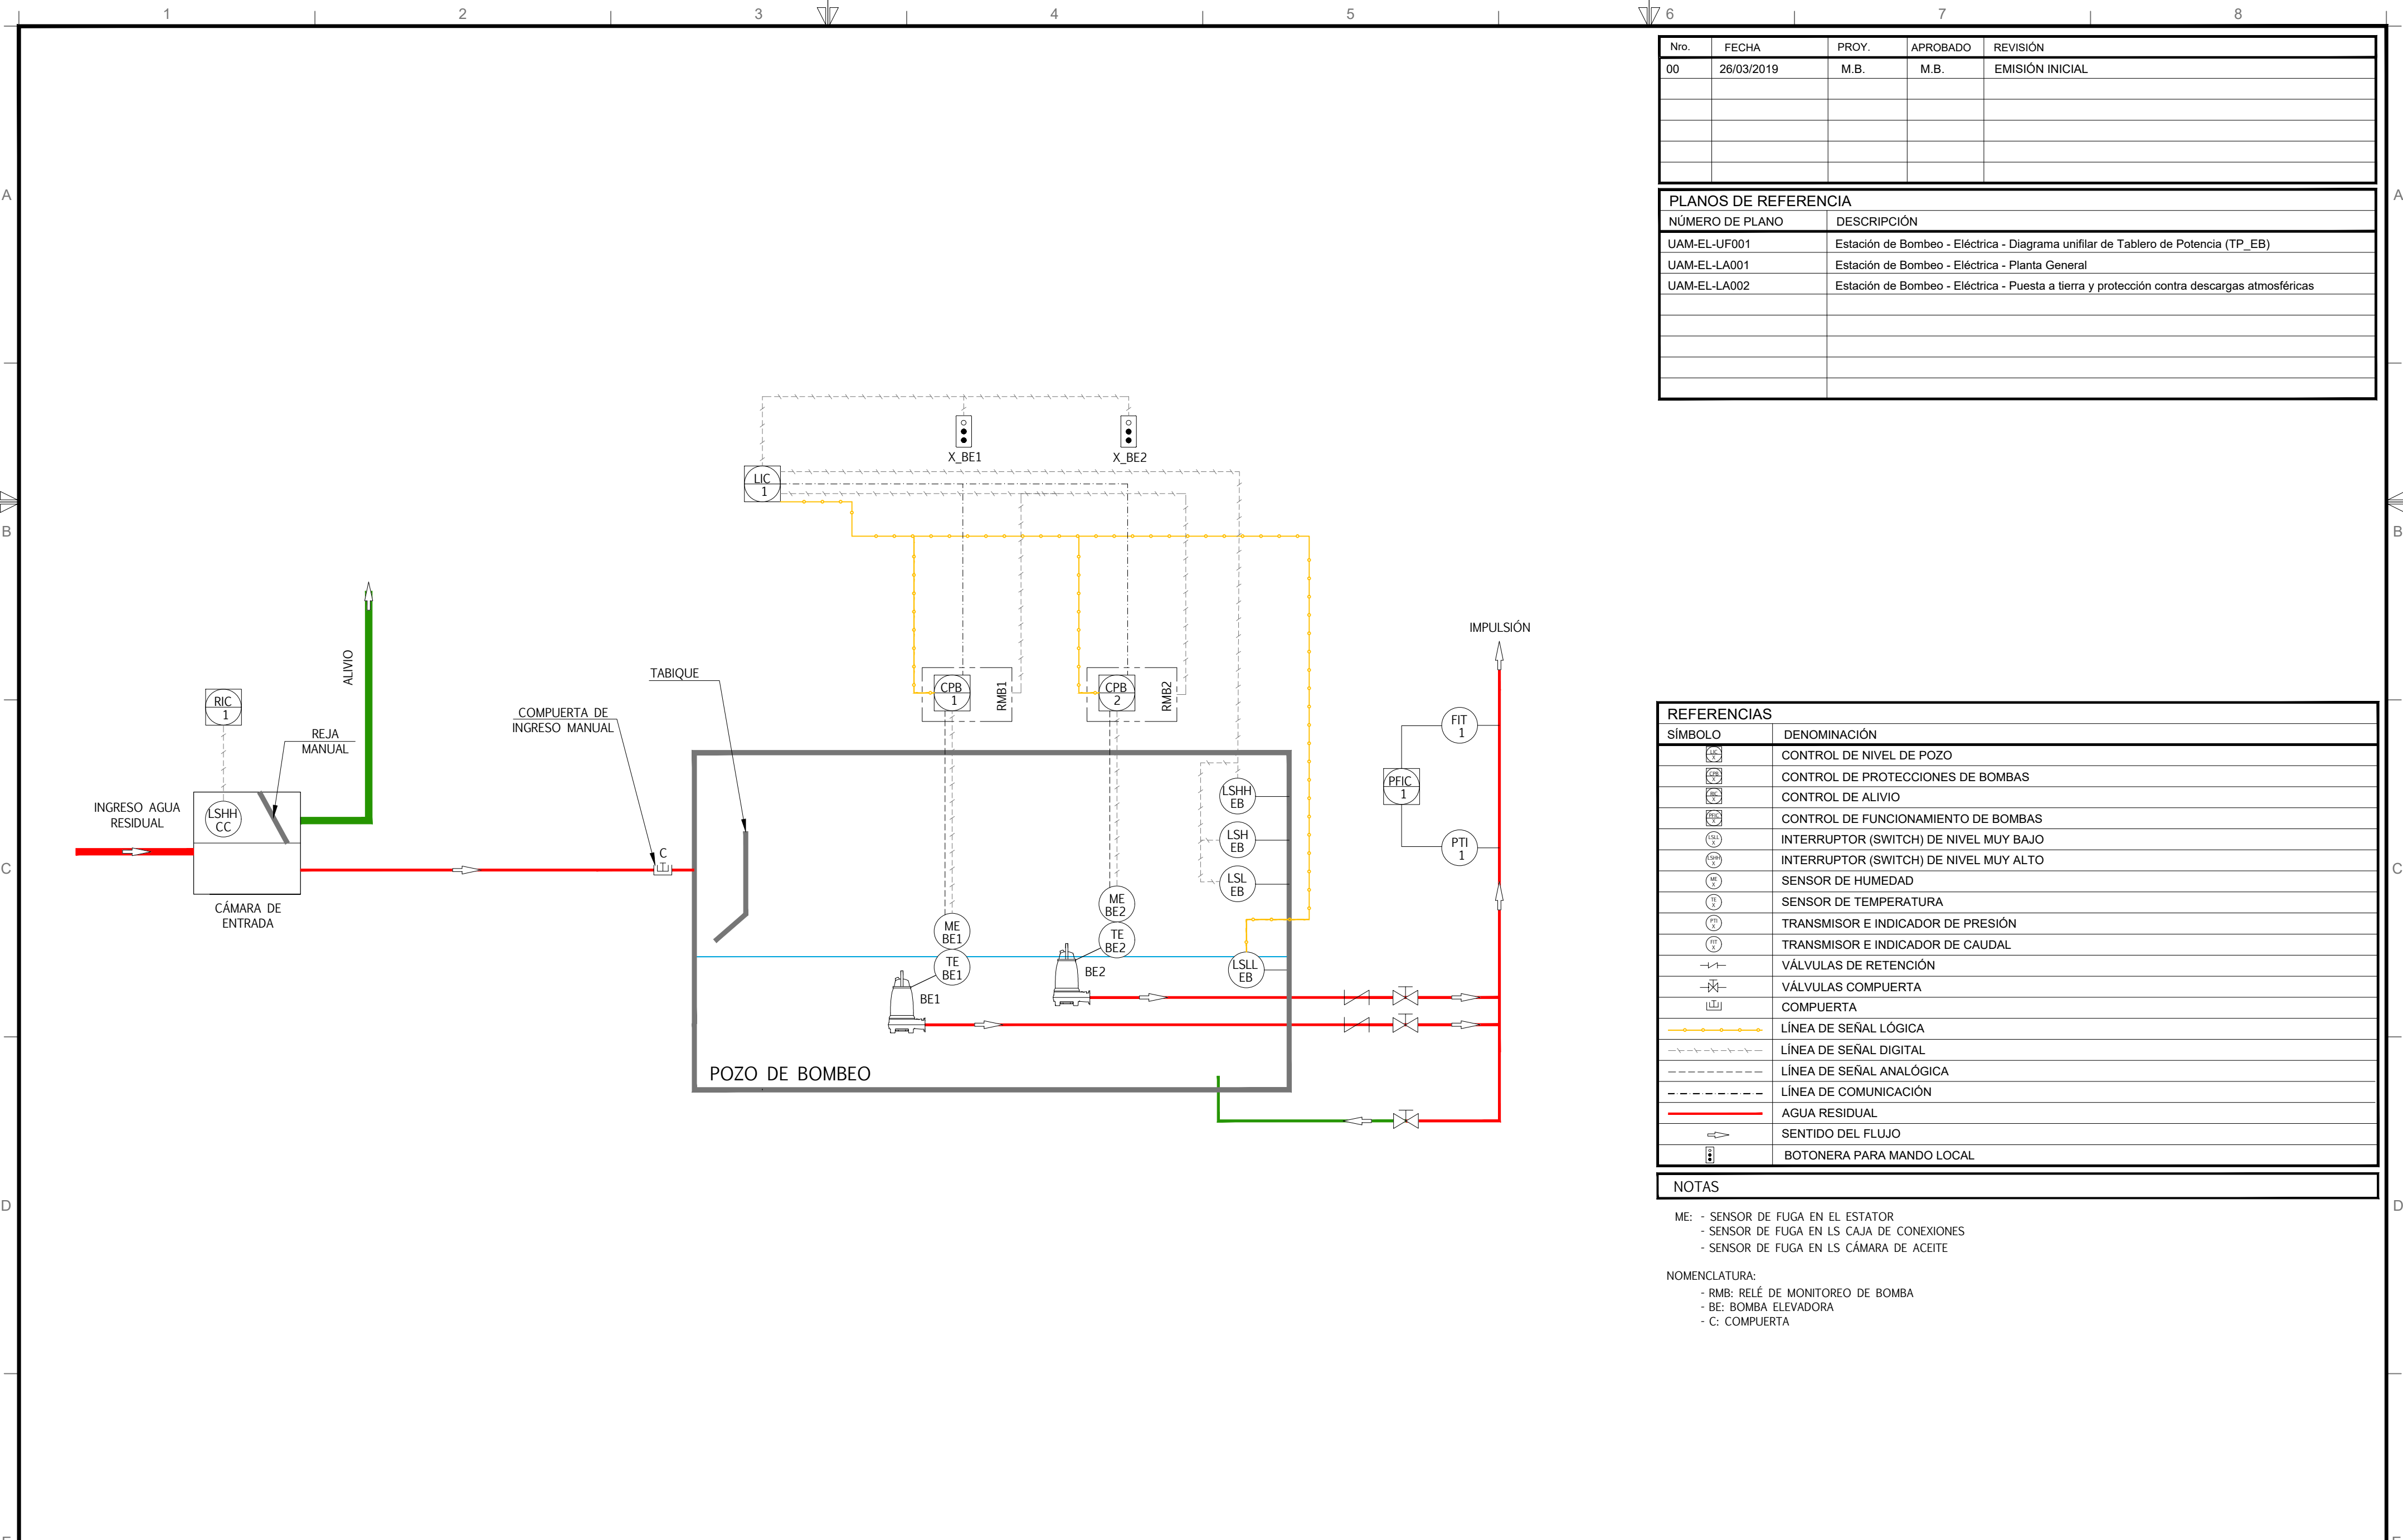 1 2 3 4 5 6 7 8
Nro. FECHA PROY. APROBADO REVISIÓN
00 26/03/2019 M.B. M.B. EMISIÓN INICIAL
PLANOS DE REFERENCIA
NÚMERO DE PLANO DESCRIPCIÓN
UAM-EL-UF001 Estación de Bombeo - Eléctrica - Diagrama unifilar de Tablero de Potencia (TP_EB)
UAM-EL-LA001 Estación de Bombeo - Eléctrica - Planta General
UAM-EL-LA002 Estación de Bombeo - Eléctrica - Puesta a tierra y protección contra descargas atmosféricas
A A
X_BE1 X_BE2
LIC
1
B B
IMPULSIÓN
ALIVIO
TABIQUE
RIC
1
CPB
1
RMB1
CPB
2
RMB2
COMPUERTA DE
INGRESO MANUAL
REJA
MANUAL
FIT
1
PFIC
1
PTI
1
INGRESO AGUA
RESIDUAL
LSHH
CC
LSHH
EB
LSH
EB
LSL
EB
C
C C
CÁMARA DE
ENTRADA
ME
BE1
TE
BE1
ME
BE2
TE
BE2
BE1
BE2
LSLL
EB
POZO DE BOMBEO
REFERENCIAS
SÍMBOLO DENOMINACIÓN
LIC
X
CONTROL DE NIVEL DE POZO
CPB
X
CONTROL DE PROTECCIONES DE BOMBAS
RIC
X
CONTROL DE ALIVIO
PFIC
X
CONTROL DE FUNCIONAMIENTO DE BOMBAS
LSLL
X
INTERRUPTOR (SWITCH) DE NIVEL MUY BAJO
LSHH
X
INTERRUPTOR (SWITCH) DE NIVEL MUY ALTO
ME
X
SENSOR DE HUMEDAD
TE
X
SENSOR DE TEMPERATURA
PTI
X
TRANSMISOR E INDICADOR DE PRESIÓN
FIT
X
TRANSMISOR E INDICADOR DE CAUDAL
VÁLVULAS DE RETENCIÓN
VÁLVULAS COMPUERTA
COMPUERTA
LÍNEA DE SEÑAL LÓGICA
LÍNEA DE SEÑAL DIGITAL
LÍNEA DE SEÑAL ANALÓGICA
LÍNEA DE COMUNICACIÓN
AGUA RESIDUAL
SENTIDO DEL FLUJO
BOTONERA PARA MANDO LOCAL
D D
NOTAS
ME: - SENSOR DE FUGA EN EL ESTATOR
- SENSOR DE FUGA EN LS CAJA DE CONEXIONES
- SENSOR DE FUGA EN LS CÁMARA DE ACEITE
NOMENCLATURA:
- RMB: RELÉ DE MONITOREO DE BOMBA
- BE: BOMBA ELEVADORA
- C: COMPUERTA